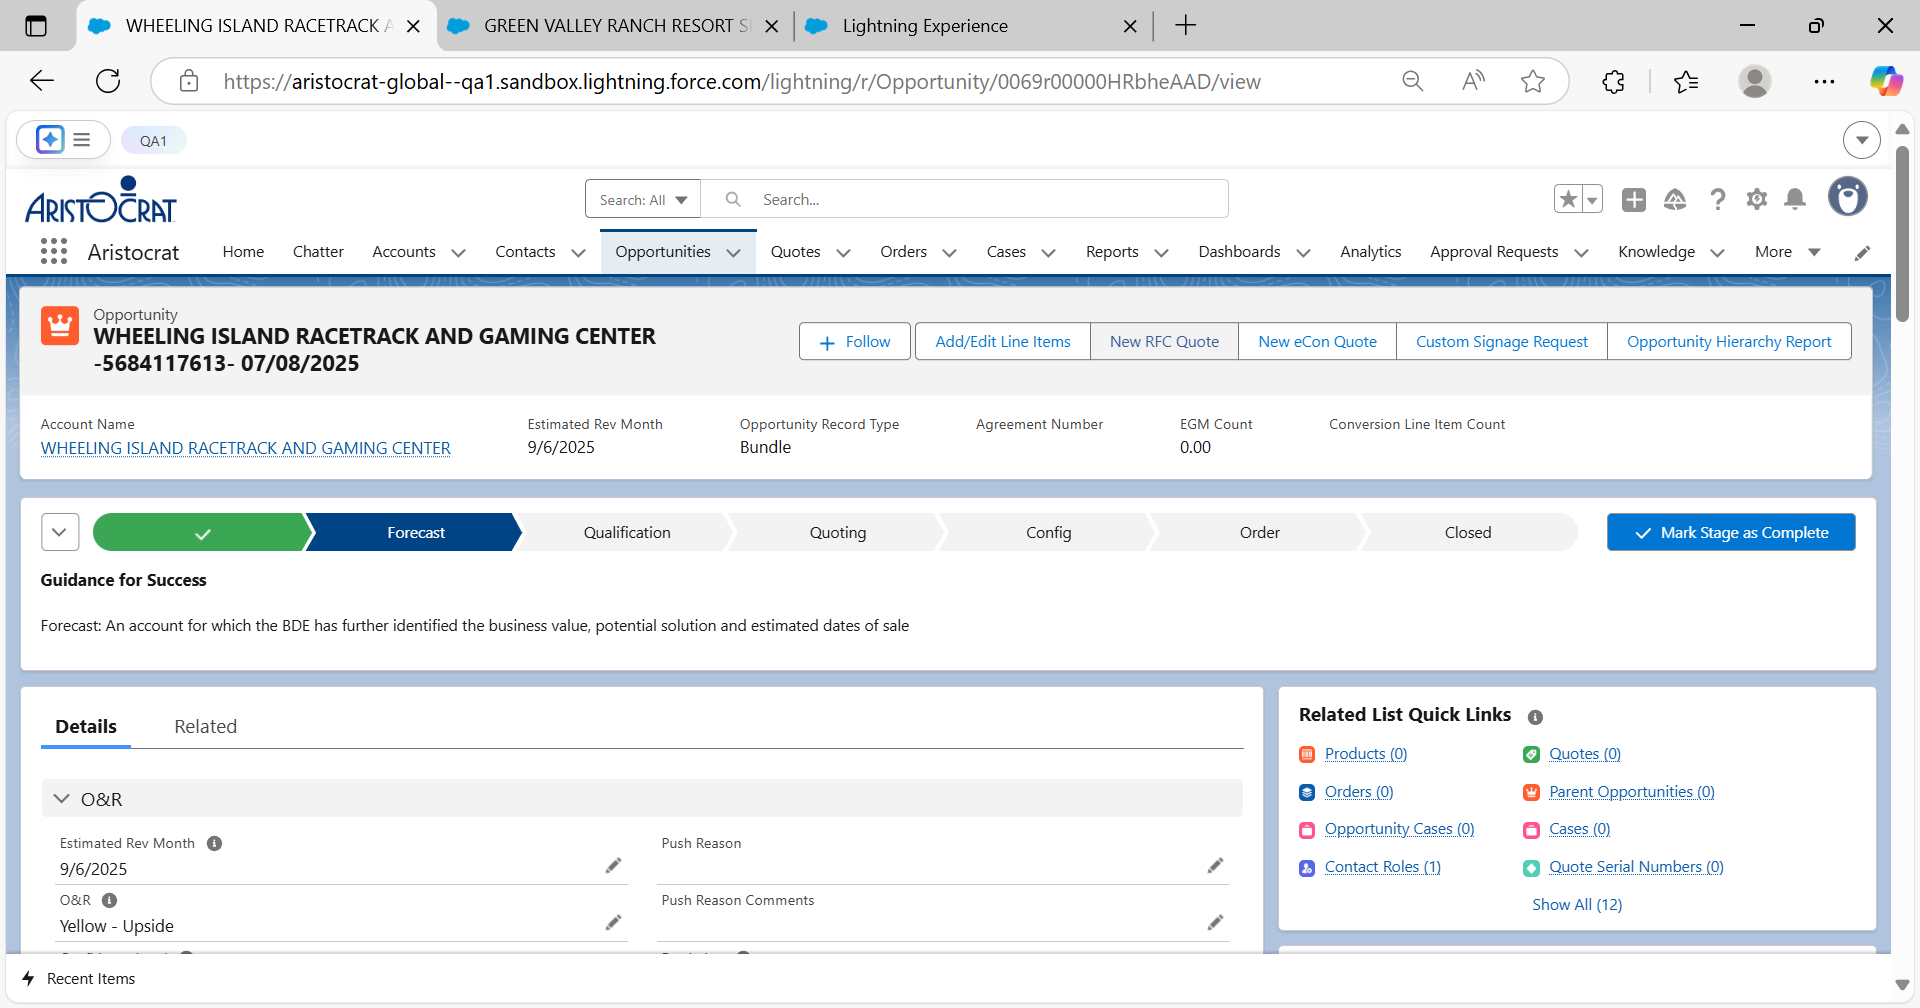 WHEELING ISLAND RACETRACK A
GREEN VALLEY RANCH RESORT S
Lightning Experience
https://aristocrat-global--qa1.sandbox.lightning.force.com/lightning/r/Opportunity/0069r00000HRbheAAD/view
QA1
ARISTOCRAT
Search: All
Search...
Aristocrat
Home
Chatter
Accounts
Contacts
Opportunities
Quotes
Orders
Cases
Reports
Dashboards
Analytics
Approval Requests
Knowledge
More
Opportunity
WHEELING ISLAND RACETRACK AND GAMING CENTER
-5684117613- 07/08/2025
Follow
Add/Edit Line Items
New RFC Quote
New eCon Quote
Custom Signage Request
Opportunity Hierarchy Report
Account Name
WHEELING ISLAND RACETRACK AND GAMING CENTER
Estimated Rev Month
9/6/2025
Opportunity Record Type
Bundle
Agreement Number
EGM Count
0.00
Conversion Line Item Count
Forecast
Qualification
Quoting
Config
Order
Closed
Mark Stage as Complete
Guidance for Success
Forecast: An account for which the BDE has further identified the business value, potential solution and estimated dates of sale
Details
Related
O&R
Estimated Rev Month
9/6/2025
Push Reason
O&R
Yellow - Upside
Push Reason Comments
Related List Quick Links
Products (0)
Quotes (0)
Orders (0)
Parent Opportunities (0)
Opportunity Cases (0)
Cases (0)
Contact Roles (1)
Quote Serial Numbers (0)
Show All (12)
Recent Items